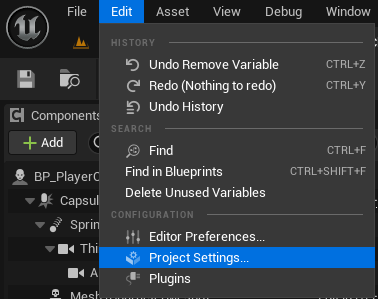 File Edit Asset View Debug Window
HISTORY
Undo Remove Variable CTRL+Z
Redo (Nothing to redo) CTRL+Y
Undo History
SEARCH
Find CTRL+F
Find in Blueprints CTRL+SHIFT+F
Delete Unused Variables
CONFIGURATION
Editor Preferences...
Project Settings...
Plugins
Components
Add
BP_PlayerC
Capsul
Sprin
Thi
A